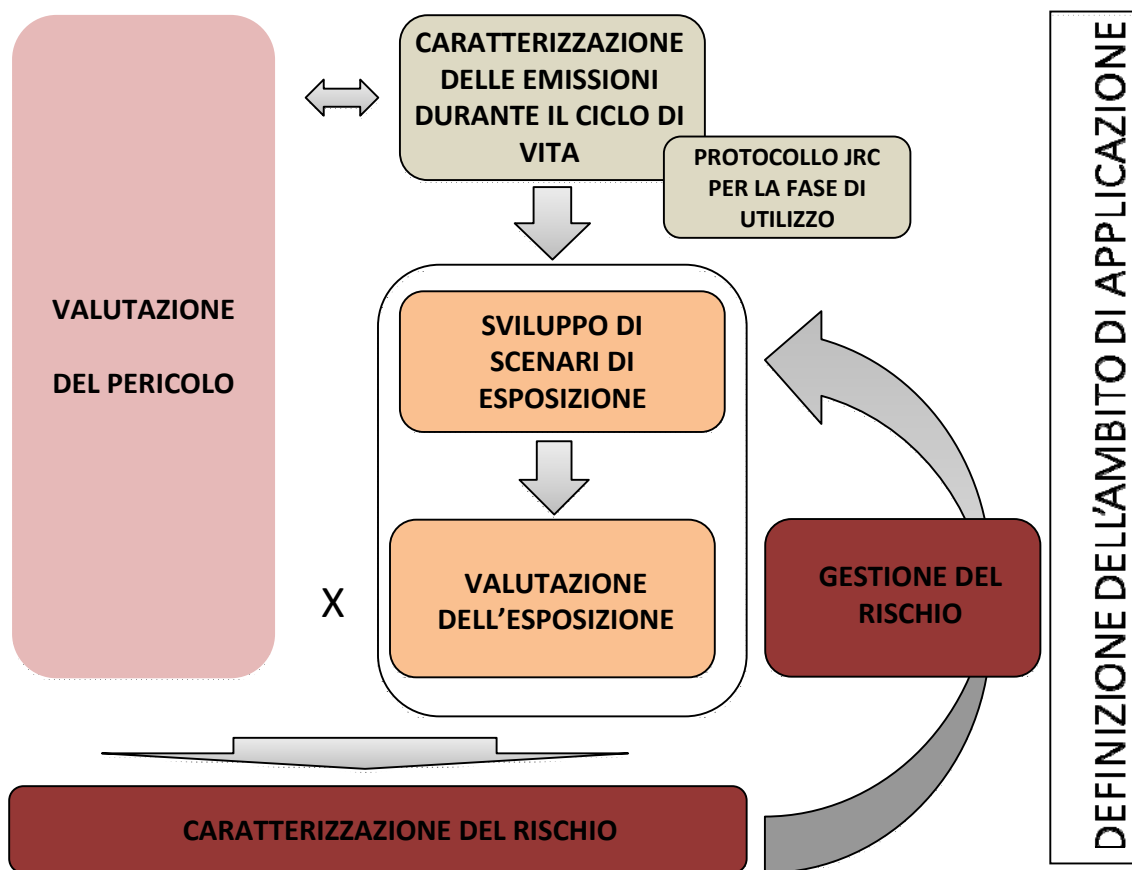 CARATTERIZZAZIONE
DELLE EMISSIONI
DURANTE IL CICLO DI
VITA
PROTOCOLLO JRC
PER LA FASE DI
UTILIZZO
VALUTAZIONE
DEL PERICOLO
SVILUPPO DI
SCENARI DI
ESPOSIZIONE
X
VALUTAZIONE
DELL’ESPOSIZIONE
GESTIONE DEL
RISCHIO
CARATTERIZZAZIONE DEL RISCHIO
DEFINIZIONE DELL’AMBITO DI APPLICAZIONE